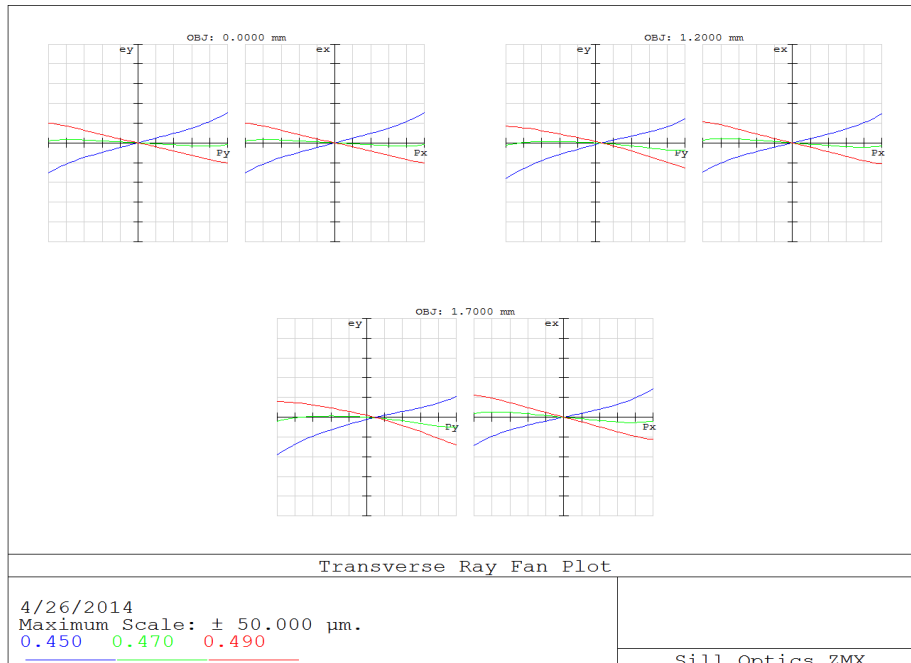 OBJ: 0.0000 mm
ey
ex
Py
Px
OBJ: 1.2000 mm
ey
ex
Py
Px
OBJ: 1.7000 mm
ey
ex
Py
Px
Transverse Ray Fan Plot
4/26/2014
Maximum Scale: ± 50.000 µm.
0.450 0.470 0.490
Sill Optics ZMX